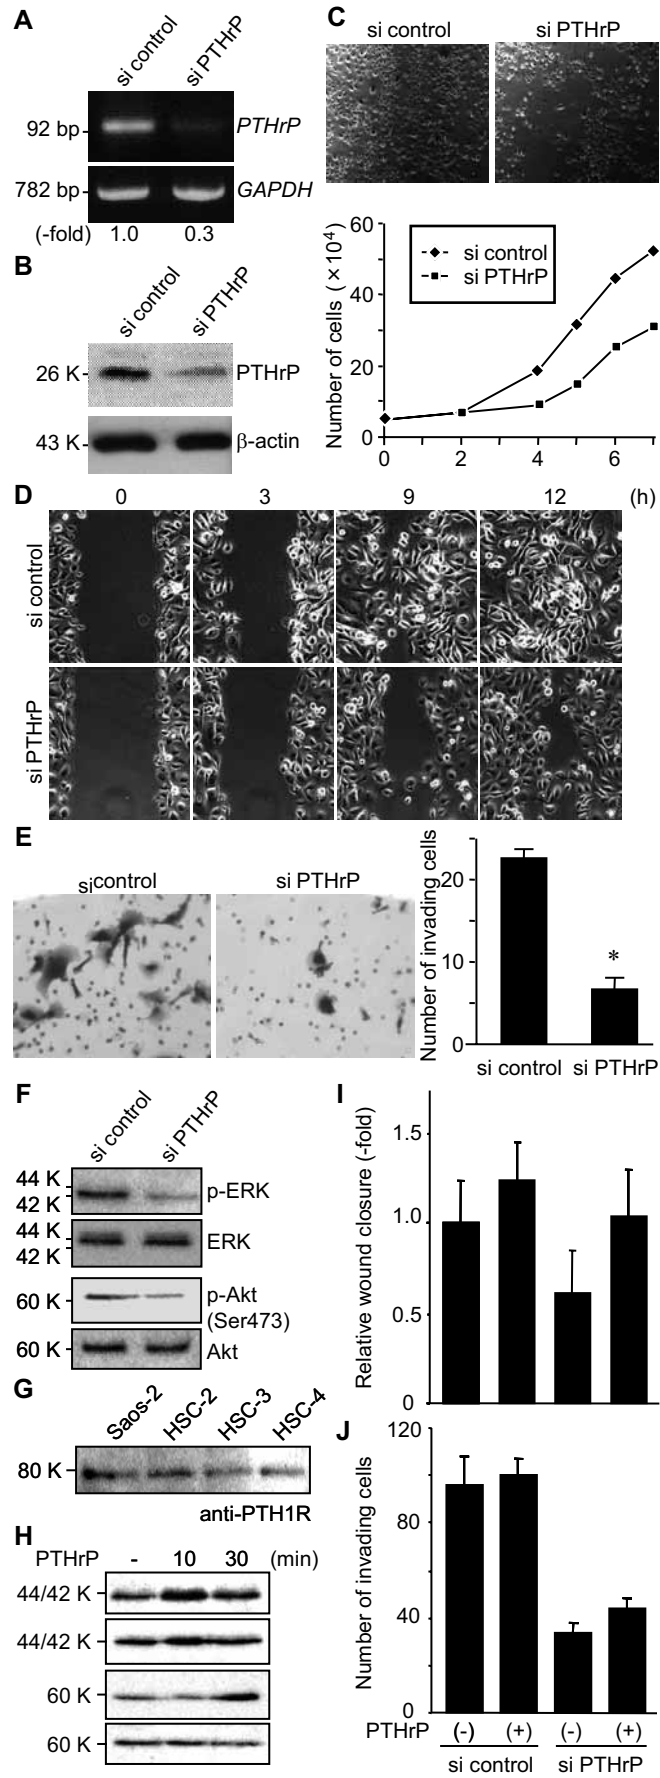 A
si control
si PTHrP
92 bp
PTHrP
782 bp
GAPDH
(-fold)
1.0
0.3
B
si control
si PTHrP
26 K
PTHrP
43 K
β-actin
C
si control
si PTHrP
Number of cells (×10⁴)
60
40
20
0
si control
si PTHrP
0
2
4
6
D
0
3
9
12
(h)
si control
si PTHrP
E
si control
si PTHrP
Number of invading cells
20
10
0
*
si control
si PTHrP
F
si control
si PTHrP
44 K
42 K
p-ERK
44 K
42 K
ERK
60 K
p-Akt
(Ser473)
60 K
Akt
G
Saos-2
HSC-2
HSC-3
HSC-4
80 K
anti-PTH1R
H
PTHrP
-
10
30
(min)
44/42 K
44/42 K
60 K
60 K
I
Relative wound closure (-fold)
1.5
1.0
0.5
0
J
Number of invading cells
120
80
40
0
PTHrP
(-)
(+)
(-)
(+)
si control
si PTHrP